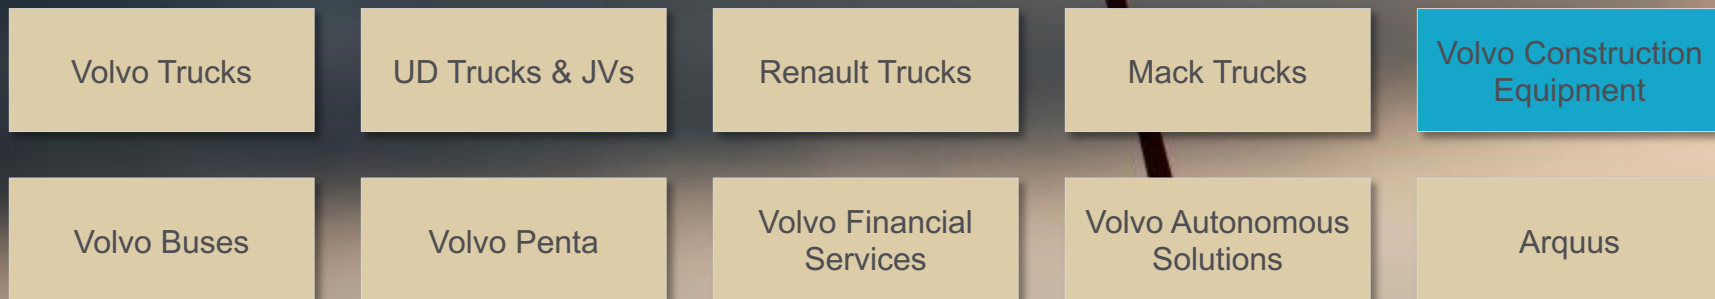 Volvo Trucks
UD Trucks & JVs
Renault Trucks
Mack Trucks
Volvo Construction
Equipment
Volvo Buses
Volvo Penta
Volvo Financial
Services
Volvo Autonomous
Solutions
Arquus